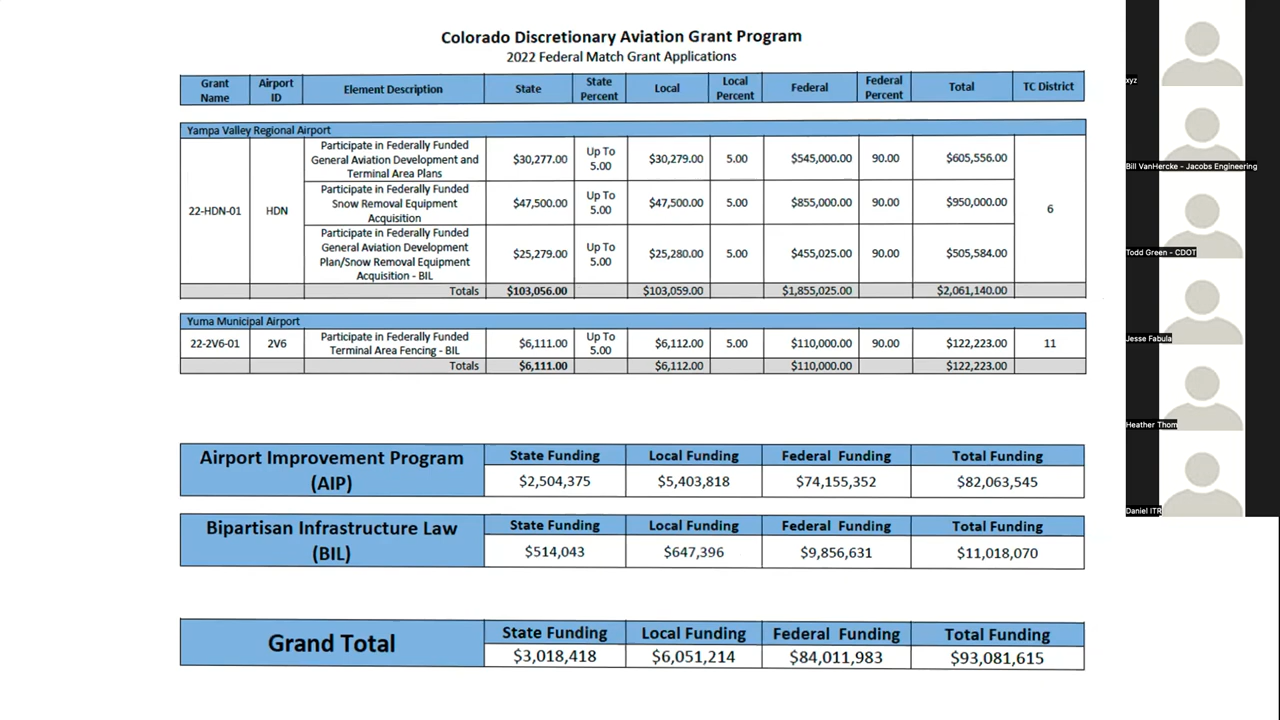 Colorado Discretionary Aviation Grant Program
2022 Federal Match Grant Applications
Grant Name Airport ID Element Description State State Percent Local Local Percent Federal Federal Percent Total TC District
Yampa Valley Regional Airport
22-HDN-01 HDN 6
Participate in Federally Funded General Aviation Development and Terminal Area Plans $30,277.00 Up To 5.00 $30,279.00 5.00 $545,000.00 90.00 $605,556.00
Participate in Federally Funded Snow Removal Equipment Acquisition $47,500.00 Up To 5.00 $47,500.00 5.00 $855,000.00 90.00 $950,000.00
Participate in Federally Funded General Aviation Development Plan/Snow Removal Equipment Acquisition - BIL $25,279.00 Up To 5.00 $25,280.00 5.00 $455,025.00 90.00 $505,584.00
Totals $103,056.00 $103,059.00 $1,855,025.00 $2,061,140.00
Yuma Municipal Airport
22-2V6-01 2V6 Participate in Federally Funded Terminal Area Fencing - BIL $6,111.00 Up To 5.00 $6,112.00 5.00 $110,000.00 90.00 $122,223.00 11
Totals $6,111.00 $6,112.00 $110,000.00 $122,223.00
Airport Improvement Program (AIP)
State Funding Local Funding Federal Funding Total Funding
$2,504,375 $5,403,818 $74,155,352 $82,063,545
Bipartisan Infrastructure Law (BIL)
State Funding Local Funding Federal Funding Total Funding
$514,043 $647,396 $9,856,631 $11,018,070
Grand Total
State Funding Local Funding Federal Funding Total Funding
$3,018,418 $6,051,214 $84,011,983 $93,081,615
xyz
Bill VanHercke - Jacobs Engineering
Todd Green - CDOT
Jesse Fabula
Heather Thom
Daniel ITR